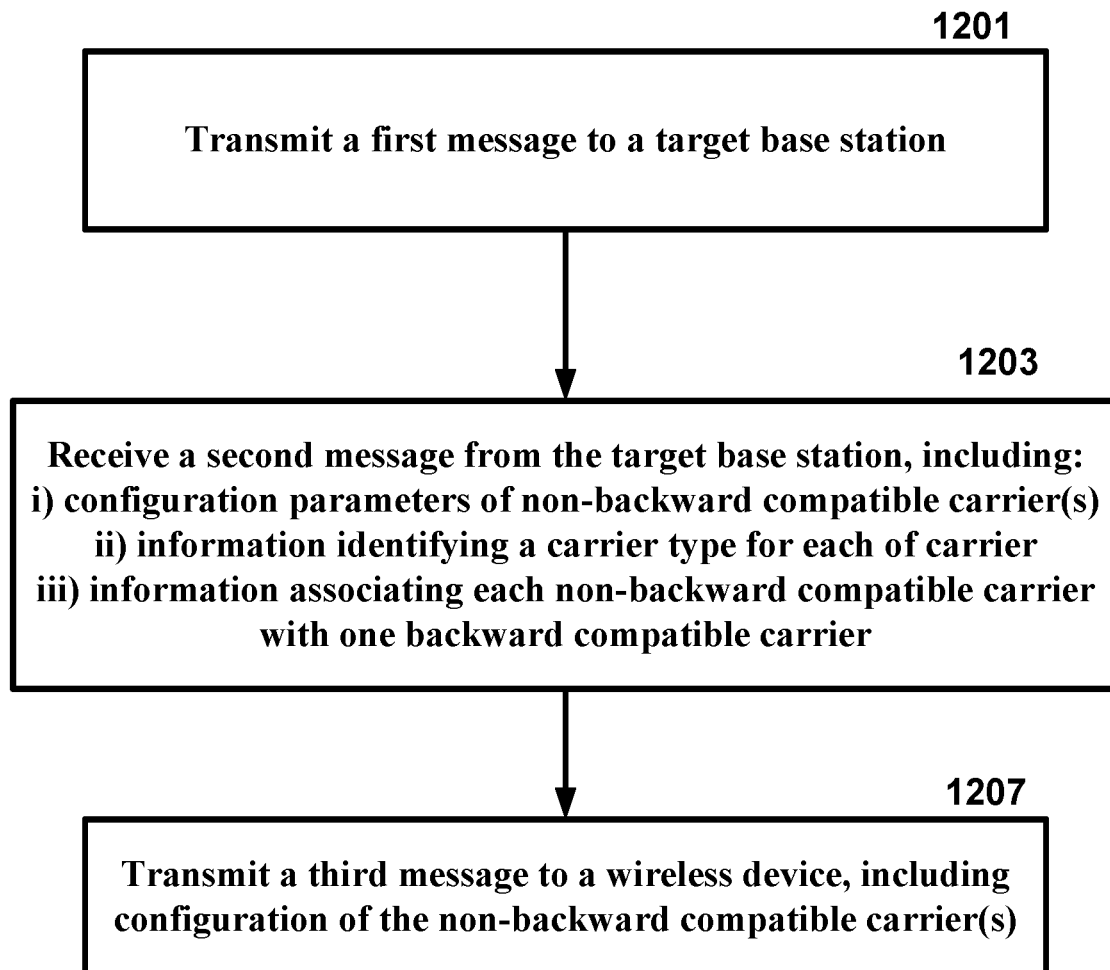 1201
Transmit a first message to a target base station
1203
Receive a second message from the target base station, including:
i) configuration parameters of non-backward compatible carrier(s)
ii) information identifying a carrier type for each of carrier
iii) information associating each non-backward compatible carrier
with one backward compatible carrier
1207
Transmit a third message to a wireless device, including
configuration of the non-backward compatible carrier(s)